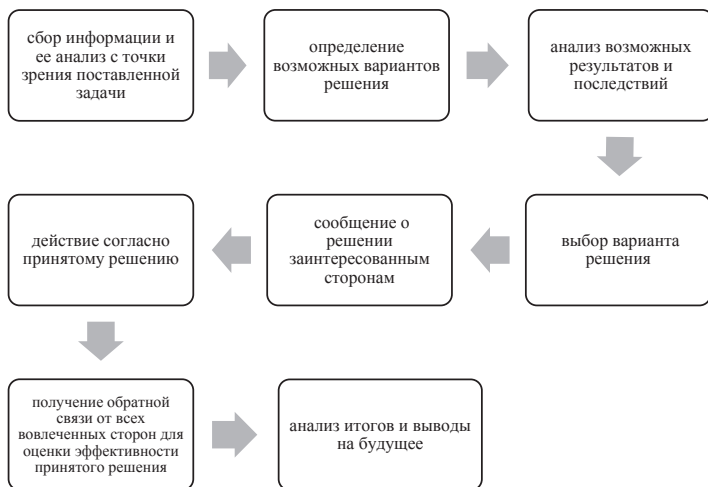 сбор информации и
ее анализ с точки
зрения поставленной
задачи
определение
возможных вариантов
решения
анализ возможных
результатов и
последствий
выбор варианта
решения
сообщение о
решении
заинтересованным
сторонам
действие согласно
принятому решению
получение обратной
связи от всех
вовлеченных сторон для
оценки эффективности
принятого решения
анализ итогов и выводы
на будущее